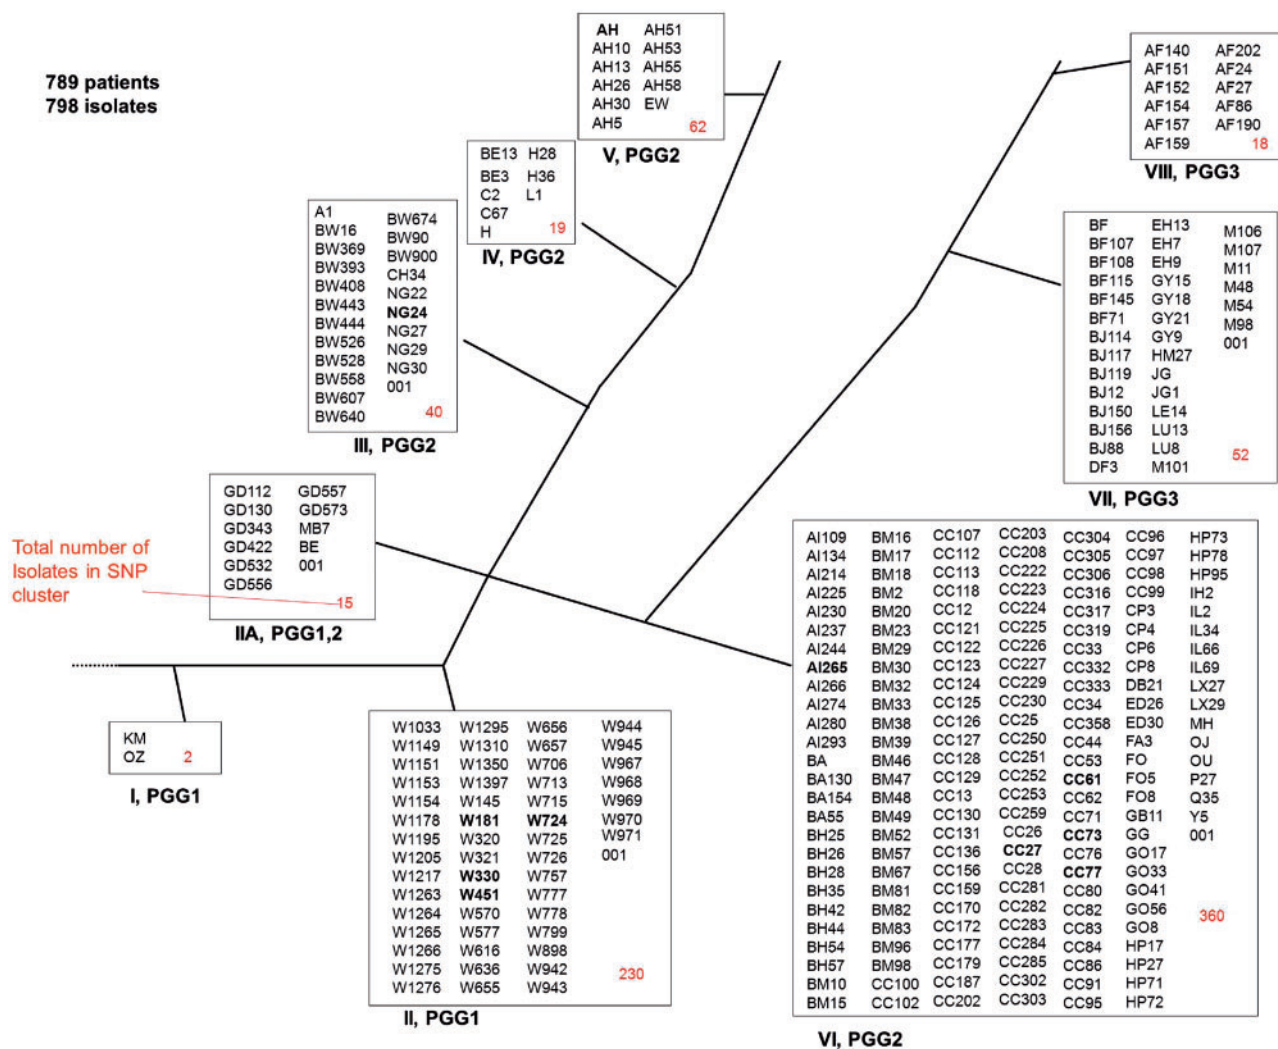 789 patients
798 isolates
AH AH51
AH10 AH53
AH13 AH55
AH26 AH58
AH30 EW
AH5
62
V, PGG2
AF140 AF202
AF151 AF24
AF152 AF27
AF154 AF86
AF157 AF190
AF159
18
VIII, PGG3
BE13 H28
BE3 H36
C2 L1
C67
H
19
IV, PGG2
A1
BW16
BW369
BW393
BW408
BW443
BW444
BW526
BW528
BW558
BW607
BW640
BW674
BW90
BW900
CH34
NG22
NG24
NG27
NG29
NG30
001
40
III, PGG2
BF
BF107
BF108
BF115
BF145
BF71
BJ114
BJ117
BJ119
BJ12
BJ150
BJ156
BJ88
DF3
EH13
EH7
EH9
GY15
GY18
GY21
GY9
HM27
JG
JG1
LE14
LU13
LU8
M101
M106
M107
M11
M48
M54
M98
001
52
VII, PGG3
GD112 GD557
GD130 GD573
GD343 MB7
GD422 BE
GD532 001
GD556
15
IIA, PGG1,2
Total number of
Isolates in SNP
cluster
KM
OZ
2
I, PGG1
W1033
W1149
W1151
W1153
W1154
W1178
W1195
W1205
W1217
W1263
W1264
W1265
W1266
W1275
W1276
W1295
W1310
W1350
W1397
W145
W181
W320
W321
W330
W451
W570
W577
W616
W636
W655
W656
W657
W706
W713
W715
W724
W725
W726
W757
W777
W778
W799
W898
W942
W943
W944
W945
W967
W968
W969
W970
W971
001
230
II, PGG1
AI109
AI134
AI214
AI225
AI230
AI237
AI244
AI265
AI266
AI274
AI280
AI293
BA
BA130
BA154
BA55
BH25
BH26
BH28
BH35
BH42
BH44
BH54
BH57
BM10
BM15
BM16
BM17
BM18
BM2
BM20
BM23
BM29
BM30
BM32
BM33
BM38
BM39
BM46
BM47
BM48
BM49
BM52
BM57
BM67
BM81
BM82
BM83
BM96
BM98
CC100
CC102
CC107
CC112
CC113
CC118
CC12
CC121
CC122
CC123
CC124
CC125
CC126
CC127
CC128
CC129
CC13
CC130
CC131
CC136
CC156
CC159
CC170
CC172
CC177
CC179
CC187
CC202
CC203
CC208
CC222
CC223
CC224
CC225
CC226
CC227
CC229
CC230
CC25
CC250
CC251
CC252
CC253
CC259
CC26
CC27
CC28
CC281
CC282
CC283
CC284
CC285
CC302
CC303
CC304
CC305
CC306
CC316
CC317
CC319
CC33
CC332
CC333
CC34
CC358
CC44
CC53
CC61
CC62
CC71
CC73
CC76
CC77
CC80
CC82
CC83
CC84
CC86
CC91
CC95
CC96
CC97
CC98
CC99
CP3
CP4
CP6
CP8
DB21
ED26
ED30
FA3
FO
FO5
FO8
GB11
GG
GO17
GO33
GO41
GO56
GO8
HP17
HP27
HP71
HP72
HP73
HP78
HP95
IH2
IL2
IL34
IL66
IL69
LX27
LX29
MH
OJ
OU
P27
Q35
Y5
001
360
VI, PGG2